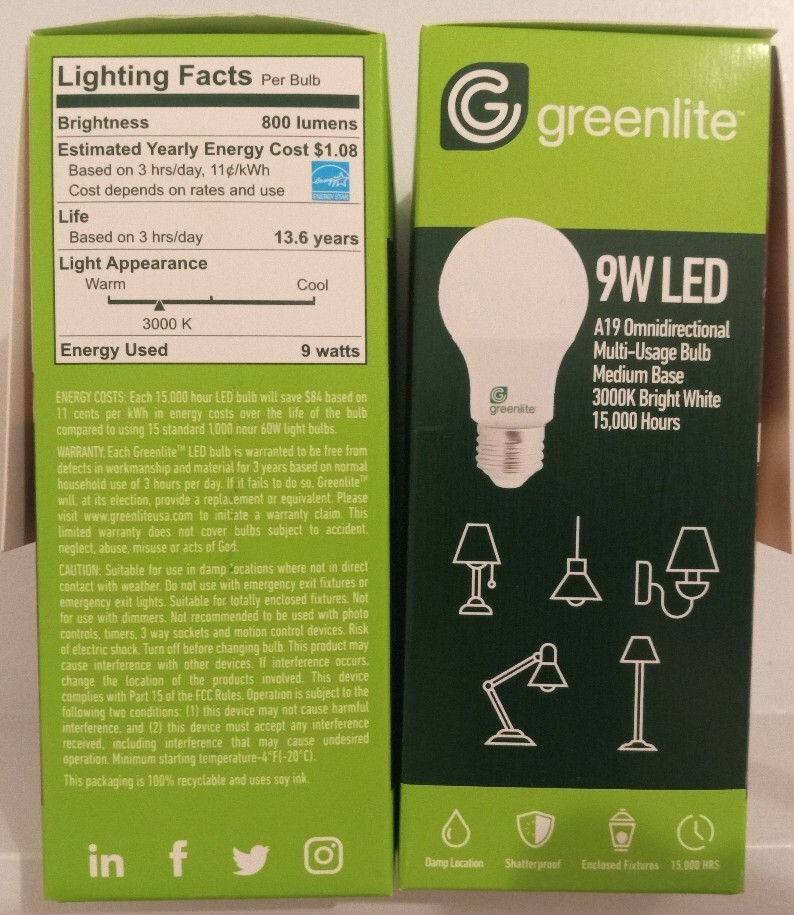 Lighting Facts Per Bulb
Brightness 800 lumens
Estimated Yearly Energy Cost $1.08
Based on 3 hrs/day, 11¢/kWh
Cost depends on rates and use
ENERGY STAR
Life
Based on 3 hrs/day 13.6 years
Light Appearance
Warm Cool
3000 K
Energy Used 9 watts
ENERGY COSTS: Each 15,000 hour LED bulb will save $84 based on
11 cents per kWh in energy costs over the life of the bulb
compared to using 15 standard 1,000 hour 60W light bulbs.
WARRANTY: Each Greenlite™ LED bulb is warranted to be free from
defects in workmanship and material for 3 years based on normal
household use of 3 hours per day. If it fails to do so, Greenlite™
will, at its election, provide a replacement or equivalent. Please
visit www.greenliteusa.com to initiate a warranty claim. This
limited warranty does not cover bulbs subject to accident,
neglect, abuse, misuse or acts of God.
CAUTION: Suitable for use in damp locations where not in direct
contact with weather. Do not use with emergency exit fixtures or
emergency exit lights. Suitable for totally enclosed fixtures. Not
for use with dimmers. Not recommended to be used with photo
controls, timers, 3 way sockets and motion control devices. Risk
of electric shock. Turn off before changing bulb. This product may
cause interference with other devices. If interference occurs,
change the location of the products involved. This device
complies with Part 15 of the FCC Rules. Operation is subject to the
following two conditions: (1) this device may not cause harmful
interference, and (2) this device must accept any interference
received, including interference that may cause undesired
operation. Minimum starting temperature-4°F(-20°C).
This packaging is 100% recyclable and uses soy ink.
in f
greenlite™
9W LED
A19 Omnidirectional
Multi-Usage Bulb
Medium Base
3000K Bright White
15,000 Hours
greenlite
Damp Location Shatterproof Enclosed Fixtures 15,000 HRS